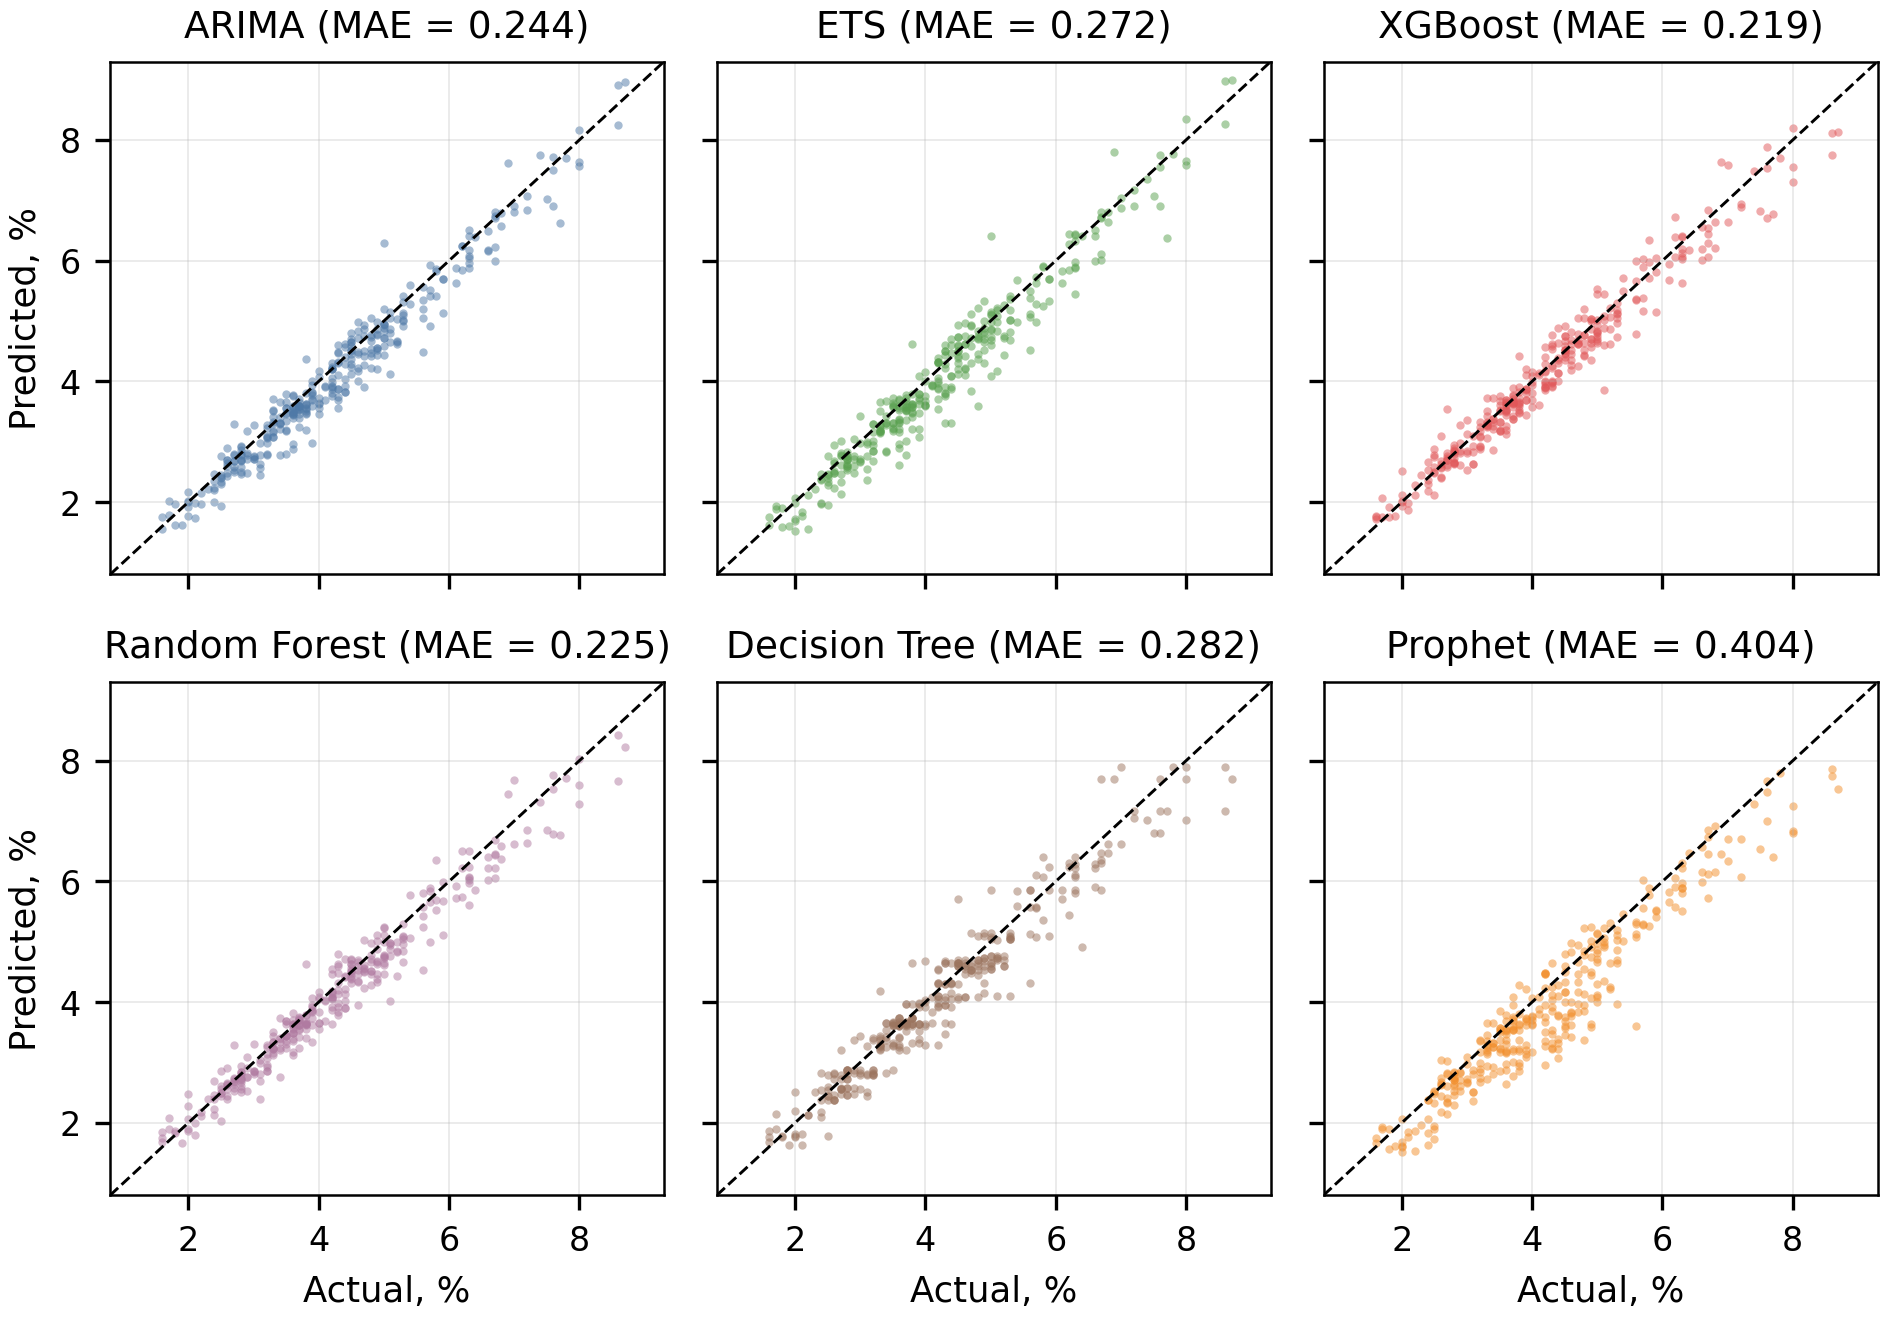 ARIMA (MAE = 0.244)
ETS (MAE = 0.272)
XGBoost (MAE = 0.219)
Predicted, %
8
6
4
2
Random Forest (MAE = 0.225)
Decision Tree (MAE = 0.282)
Prophet (MAE = 0.404)
Predicted, %
8
6
4
2
2 4 6 8
2 4 6 8
2 4 6 8
Actual, %
Actual, %
Actual, %